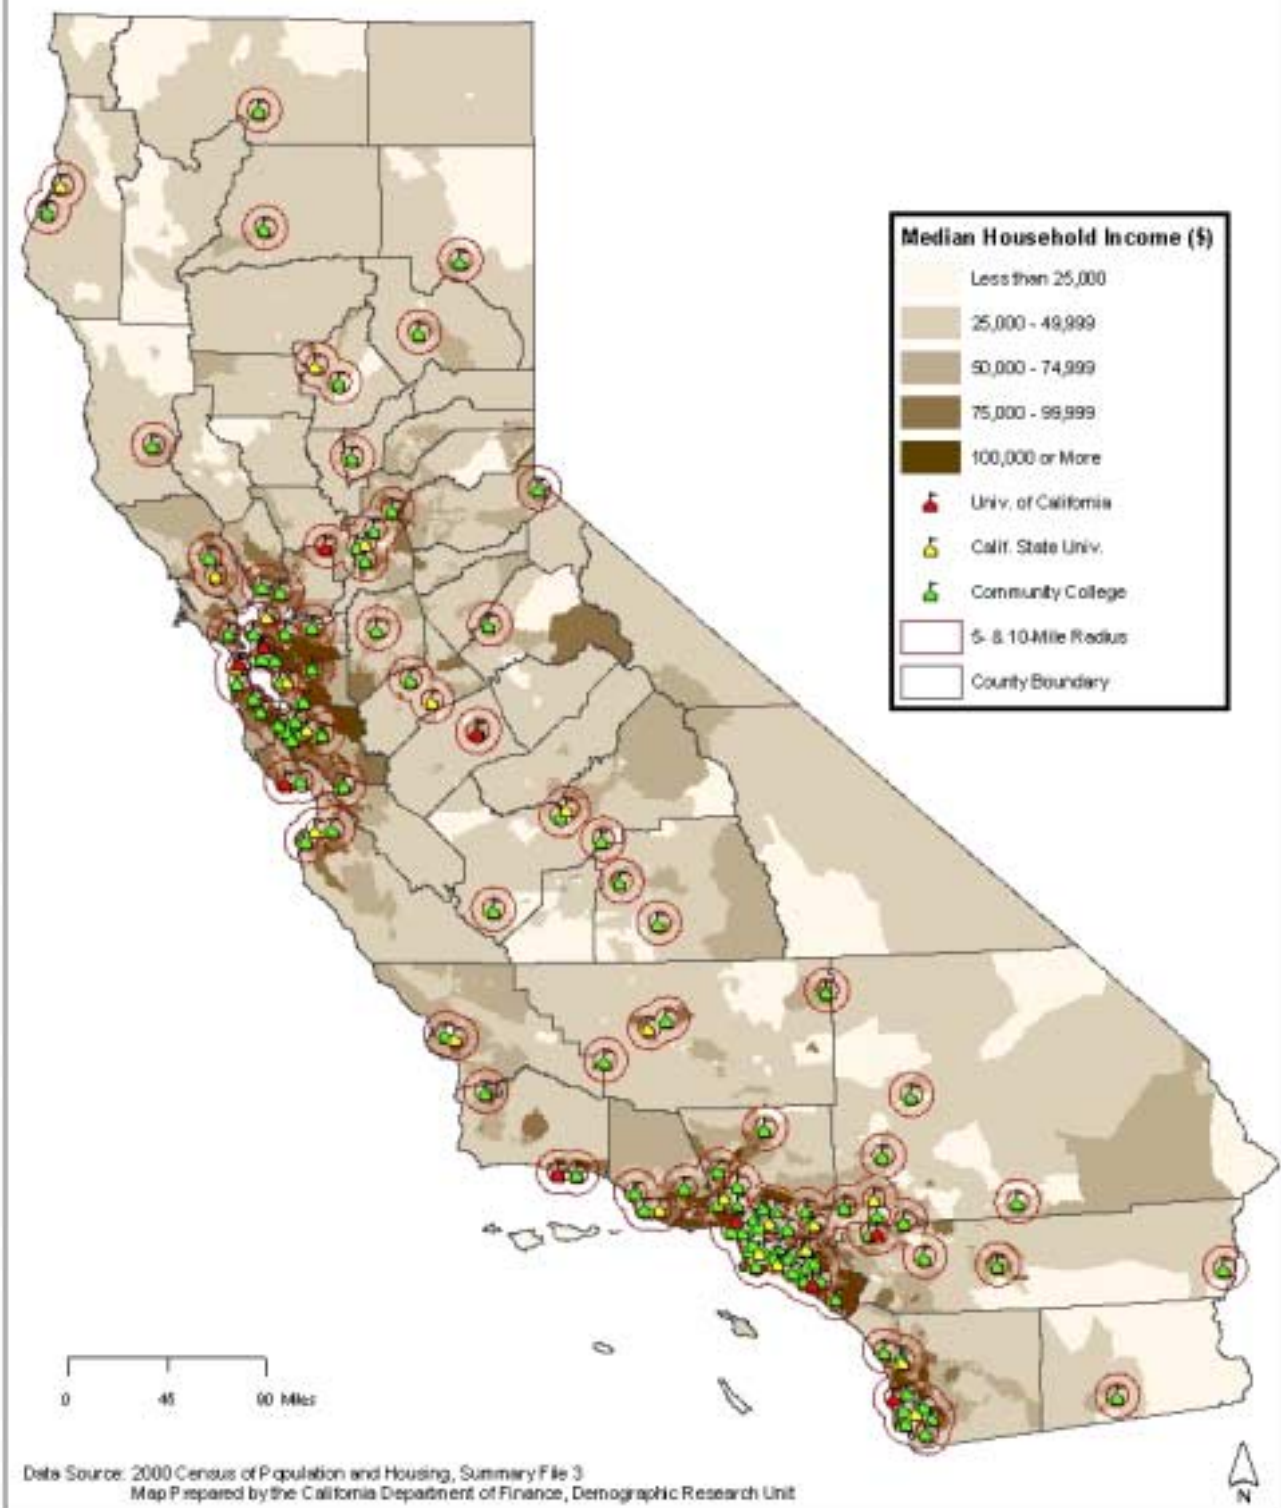 Median Household Income ($)
Less than 25,000
25,000 - 49,999
50,000 - 74,999
75,000 - 99,999
100,000 or More
Univ. of California
Calif. State Univ.
Community College
5- & 10-Mile Radius
County Boundary
0 45 90 Miles
Data Source: 2000 Census of Population and Housing, Summary File 3
Map Prepared by the California Department of Finance, Demographic Research Unit
N